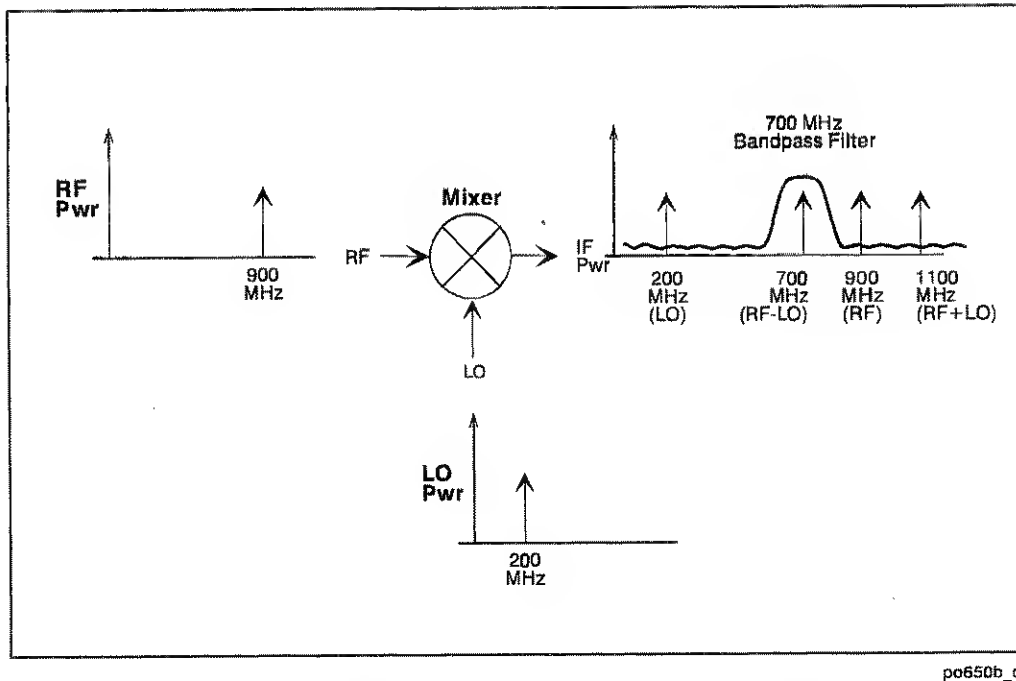 700 MHz
Bandpass Filter
RF
Pwr
Mixer
RF
IF
Pwr
900
MHz
200
MHz
(LO)
700
MHz
(RF-LO)
900
MHz
(RF)
1100
MHz
(RF+LO)
LO
LO
Pwr
200
MHz